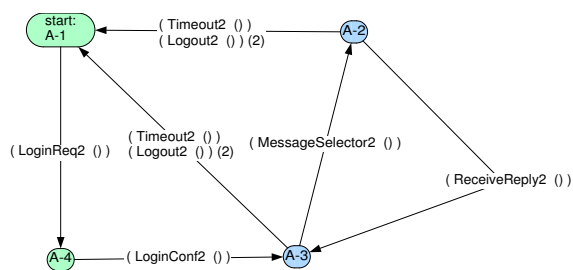 start:
A-1
( Timeout2 () )
( Logout2 () ) (2)
A-2
( Timeout2 () )
( Logout2 () ) (2)
( MessageSelector2 () )
( LoginReq2 () )
( ReceiveReply2 () )
A-4
( LoginConf2 () )
A-3